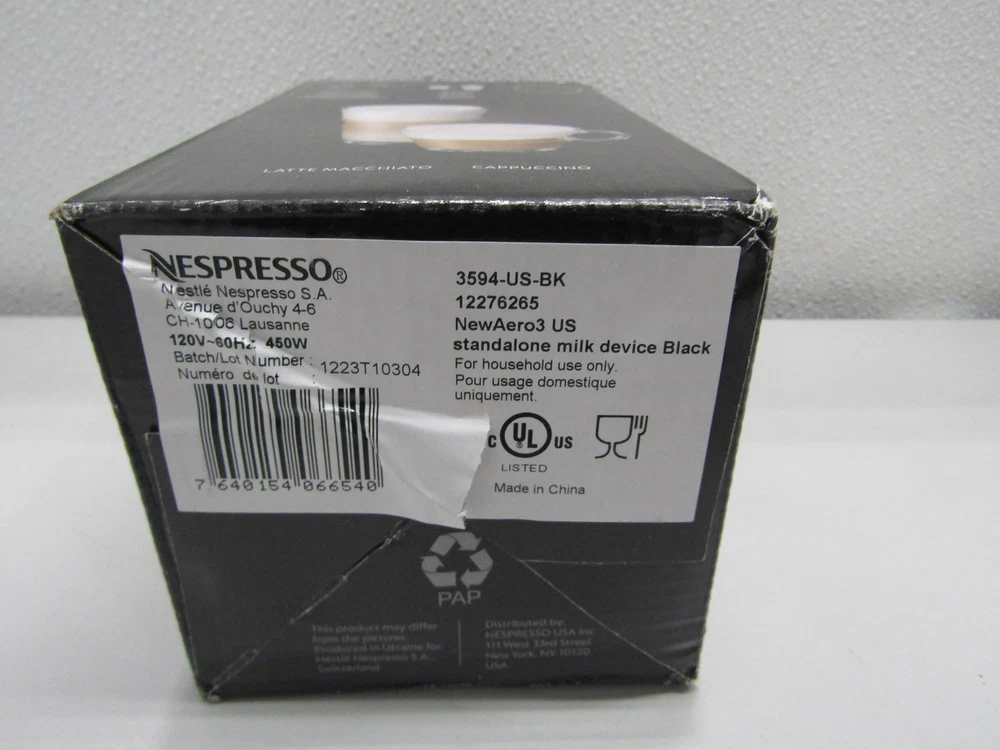 LATTE MACCHIATO CAPPUCCINO
NESPRESSO®
Nestlé Nespresso S.A.
Avenue d'Ouchy 4-6
CH-1006 Lausanne
120V~60Hz 450W
Batch/Lot Number :
Numéro de lot : 1223T10304
7 640154 066540
3594-US-BK
12276265
NewAero3 US
standalone milk device Black
For household use only.
Pour usage domestique
uniquement.
C UL ® US
LISTED
Made in China
PAP
This product may differ
from the pictures.
Produced in Ukraine for
Nestlé Nespresso S.A.,
Switzerland
Distributed by:
NESPRESSO USA Inc
111 West 33rd Street
New York, NY 10120
USA